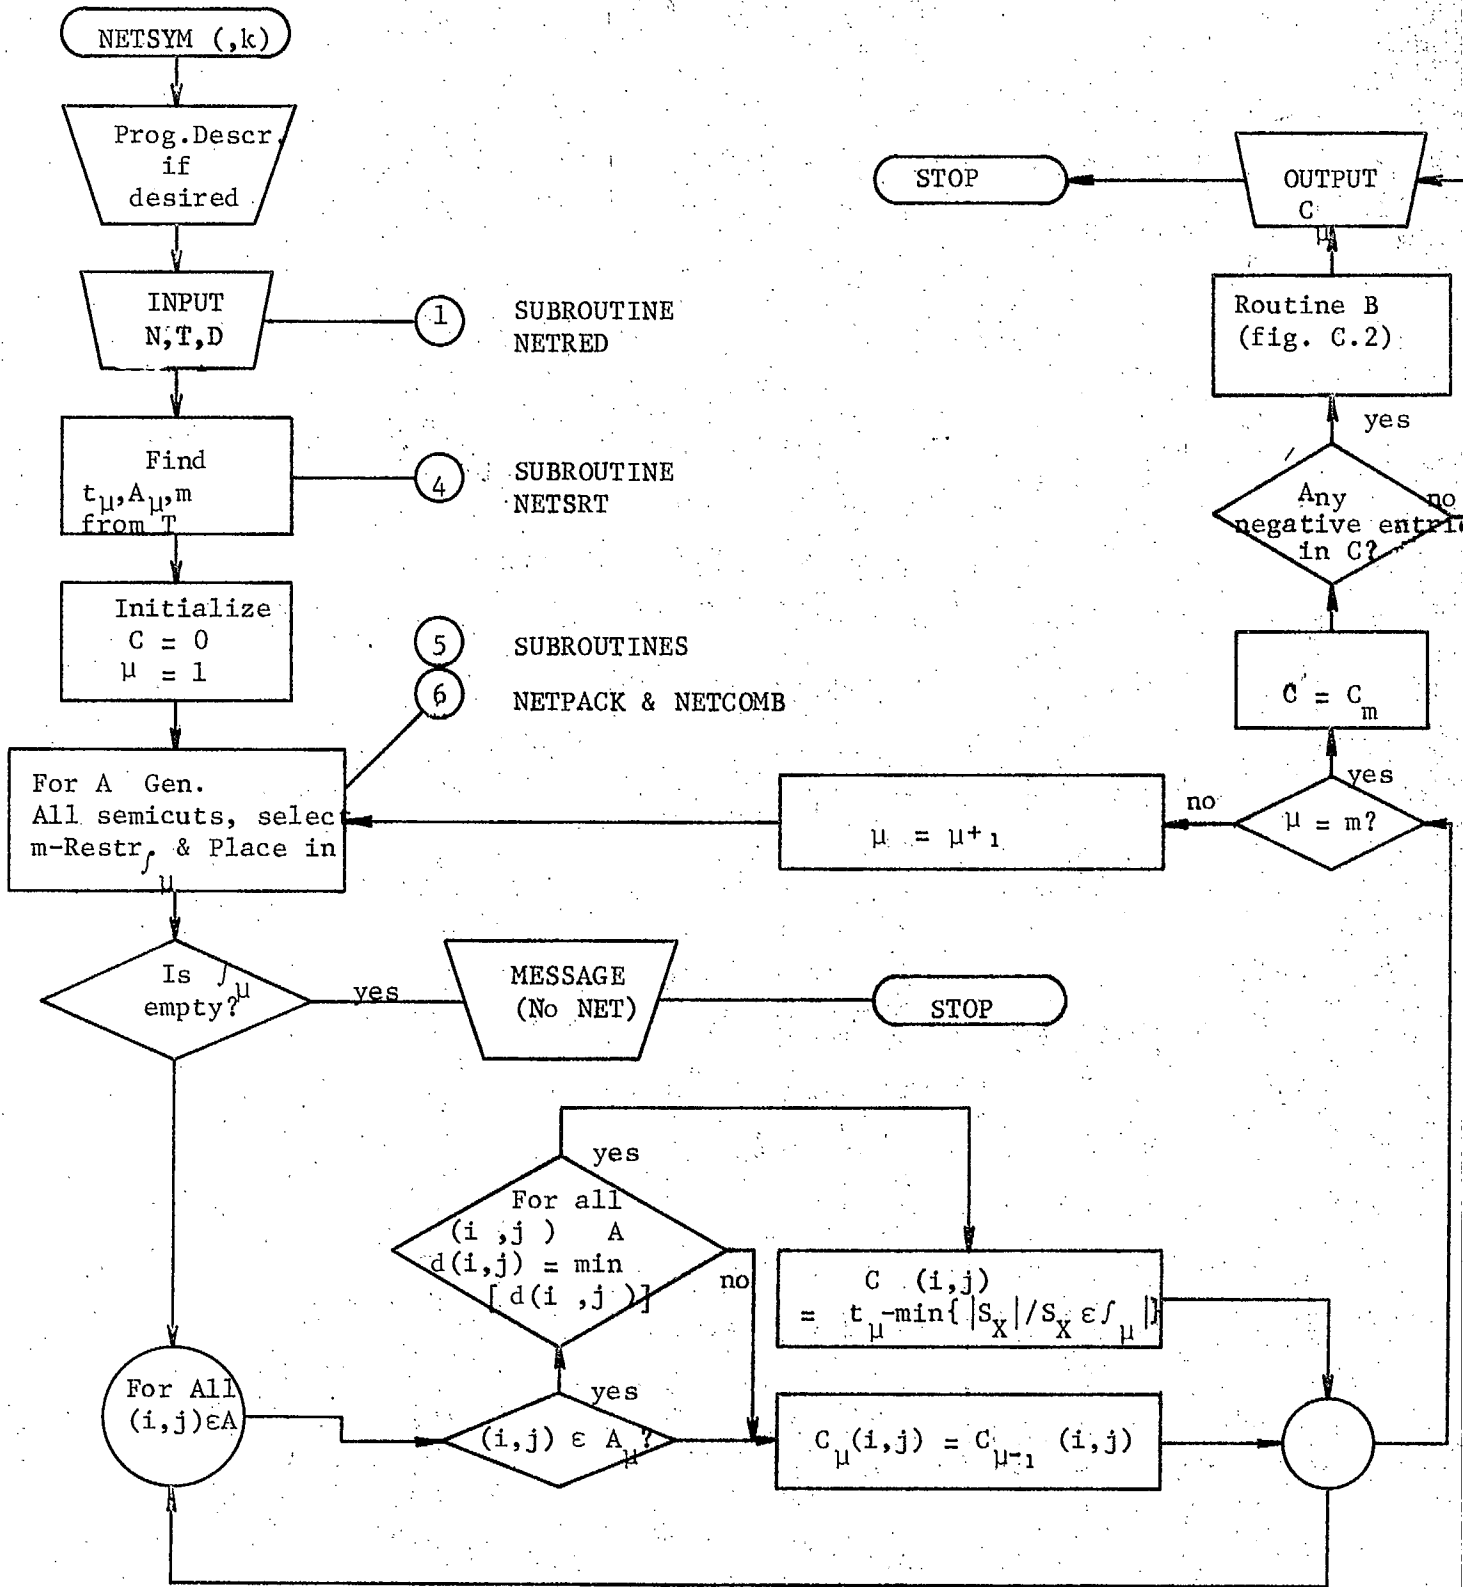 NETSYM (,k)
Prog.Descr.
if
desired
INPUT
N,T,D
1
SUBROUTINE
NETRED
Find
tμ,Aμ,m
from T
4
SUBROUTINE
NETSRT
Initialize
C = 0
μ = 1
5
SUBROUTINES
6
NETPACK & NETCOMB
For A Gen.
All semicuts, select
m-Restr, & Place in
∫μ
Is ∫μ
empty?
yes
MESSAGE
(No NET)
STOP
For All
(i,j)εA
(i,j) ε Aμ?
yes
For all
(i ,j ) A
d(i,j) = min
[ d(i ,j )]
yes
no
C (i,j)
= tμ-min{ |SX|/SX ε∫μ |}
Cμ(i,j) = Cμ-1 (i,j)
μ = m?
no
yes
μ = μ+1
C = Cm
Any
negative entrie
in C?
no
yes
Routine B
(fig. C.2)
OUTPUT
Cμ
STOP